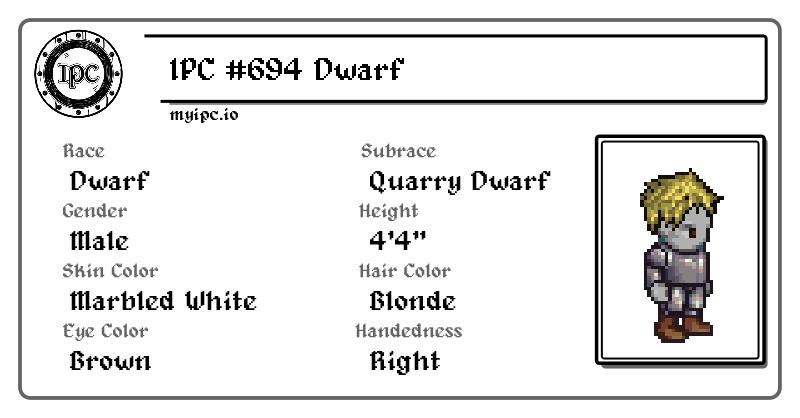 IPC
IPC #694 Dwarf
myipc.io
Race
Dwarf
Subrace
Quarry Dwarf
Gender
Male
Height
4'4"
Skin Color
Marbled White
Hair Color
Blonde
Eye Color
Brown
Handedness
Right